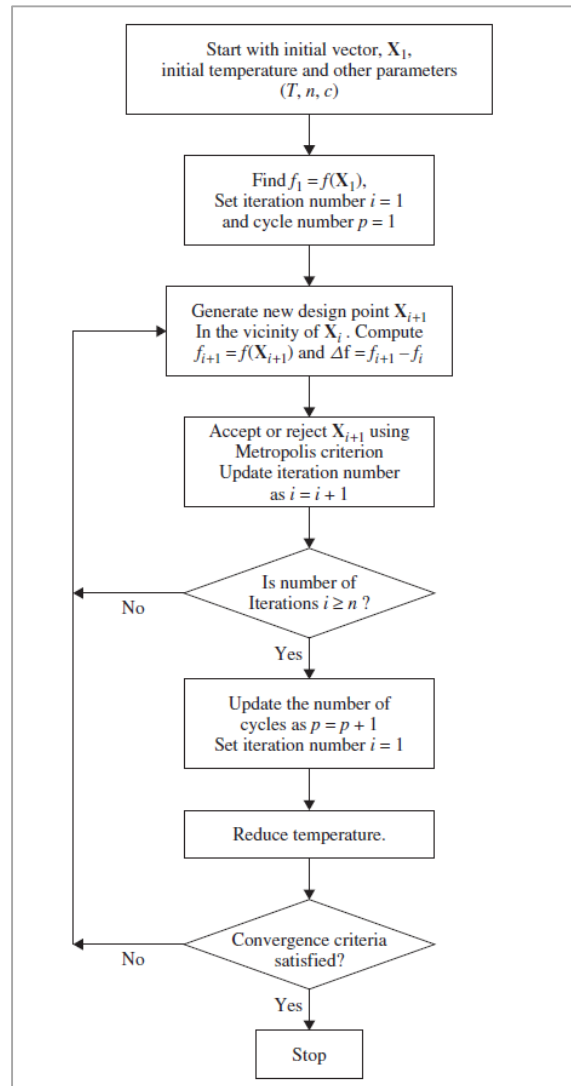 Start with initial vector, X₁,
initial temperature and other parameters
(T, n, c)
Find f₁ = f(X₁),
Set iteration number i = 1
and cycle number p = 1
Generate new design point Xᵢ₊₁
In the vicinity of Xᵢ . Compute
fᵢ₊₁ = f(Xᵢ₊₁) and Δf = fᵢ₊₁ – fᵢ
Accept or reject Xᵢ₊₁ using
Metropolis criterion
Update iteration number
as i = i + 1
Is number of
Iterations i ≥ n ?
No
Yes
Update the number of
cycles as p = p + 1
Set iteration number i = 1
Reduce temperature.
Convergence criteria
satisfied?
No
Yes
Stop